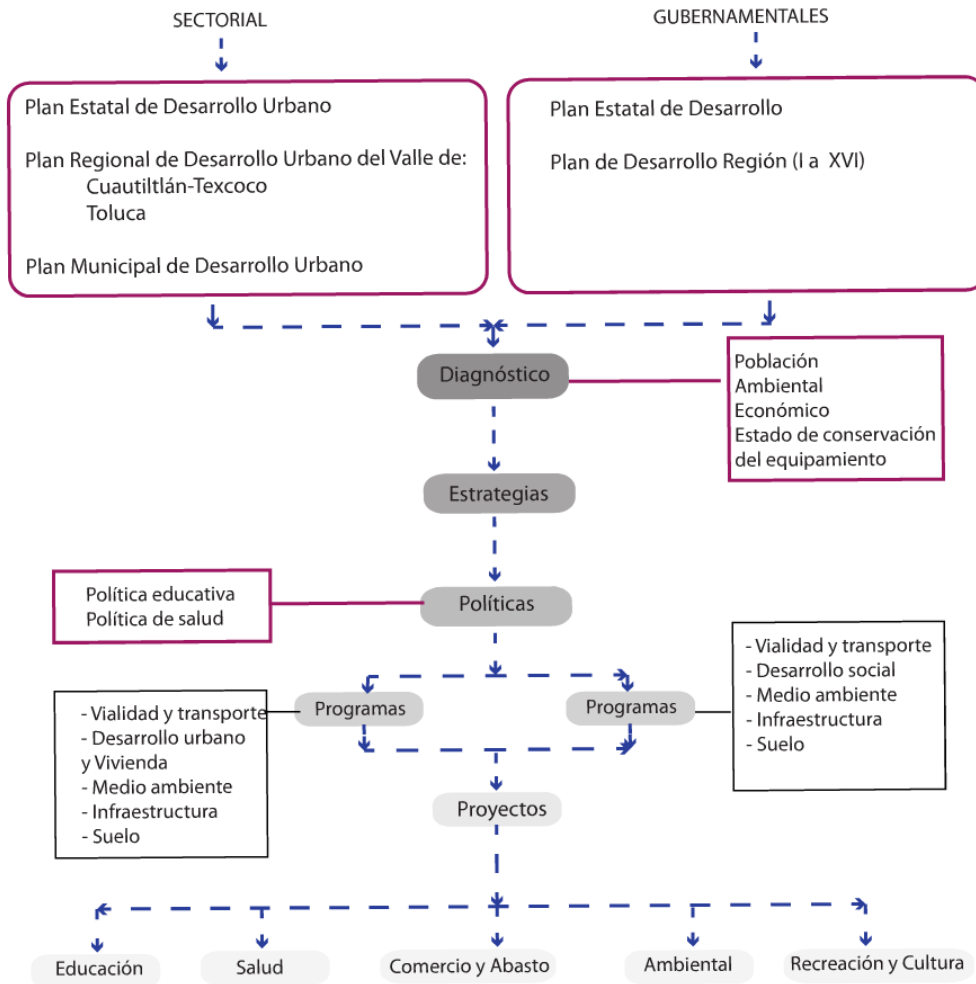 SECTORIAL
GUBERNAMENTALES
Plan Estatal de Desarrollo Urbano
Plan Regional de Desarrollo Urbano del Valle de:
Cuautiltlán-Texcoco
Toluca
Plan Municipal de Desarrollo Urbano
Plan Estatal de Desarrollo
Plan de Desarrollo Región (I a XVI)
Diagnóstico
Población
Ambiental
Económico
Estado de conservación
del equipamiento
Estrategias
Política educativa
Política de salud
Políticas
Programas
Programas
- Vialidad y transporte
- Desarrollo urbano
y Vivienda
- Medio ambiente
- Infraestructura
- Suelo
- Vialidad y transporte
- Desarrollo social
- Medio ambiente
- Infraestructura
- Suelo
Proyectos
Educación
Salud
Comercio y Abasto
Ambiental
Recreación y Cultura